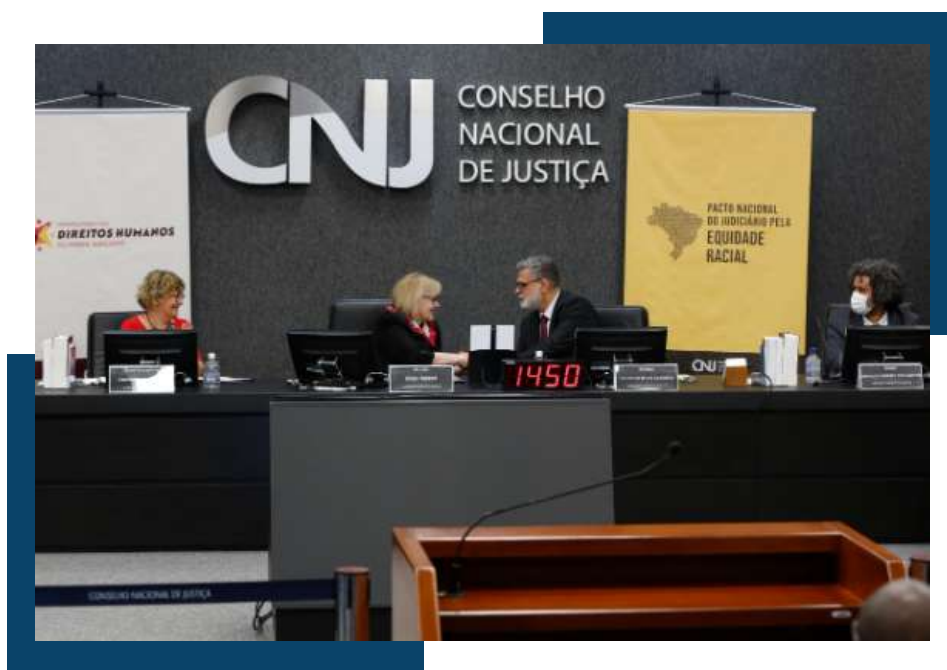 CNJ
CONSELHO
NACIONAL
DE JUSTIÇA
DIREITOS HUMANOS
PACTO NACIONAL
DO JUDICIÁRIO PELA
EQUIDADE
RACIAL
1450
CNJ
CONSELHO NACIONAL DE JUSTIÇA